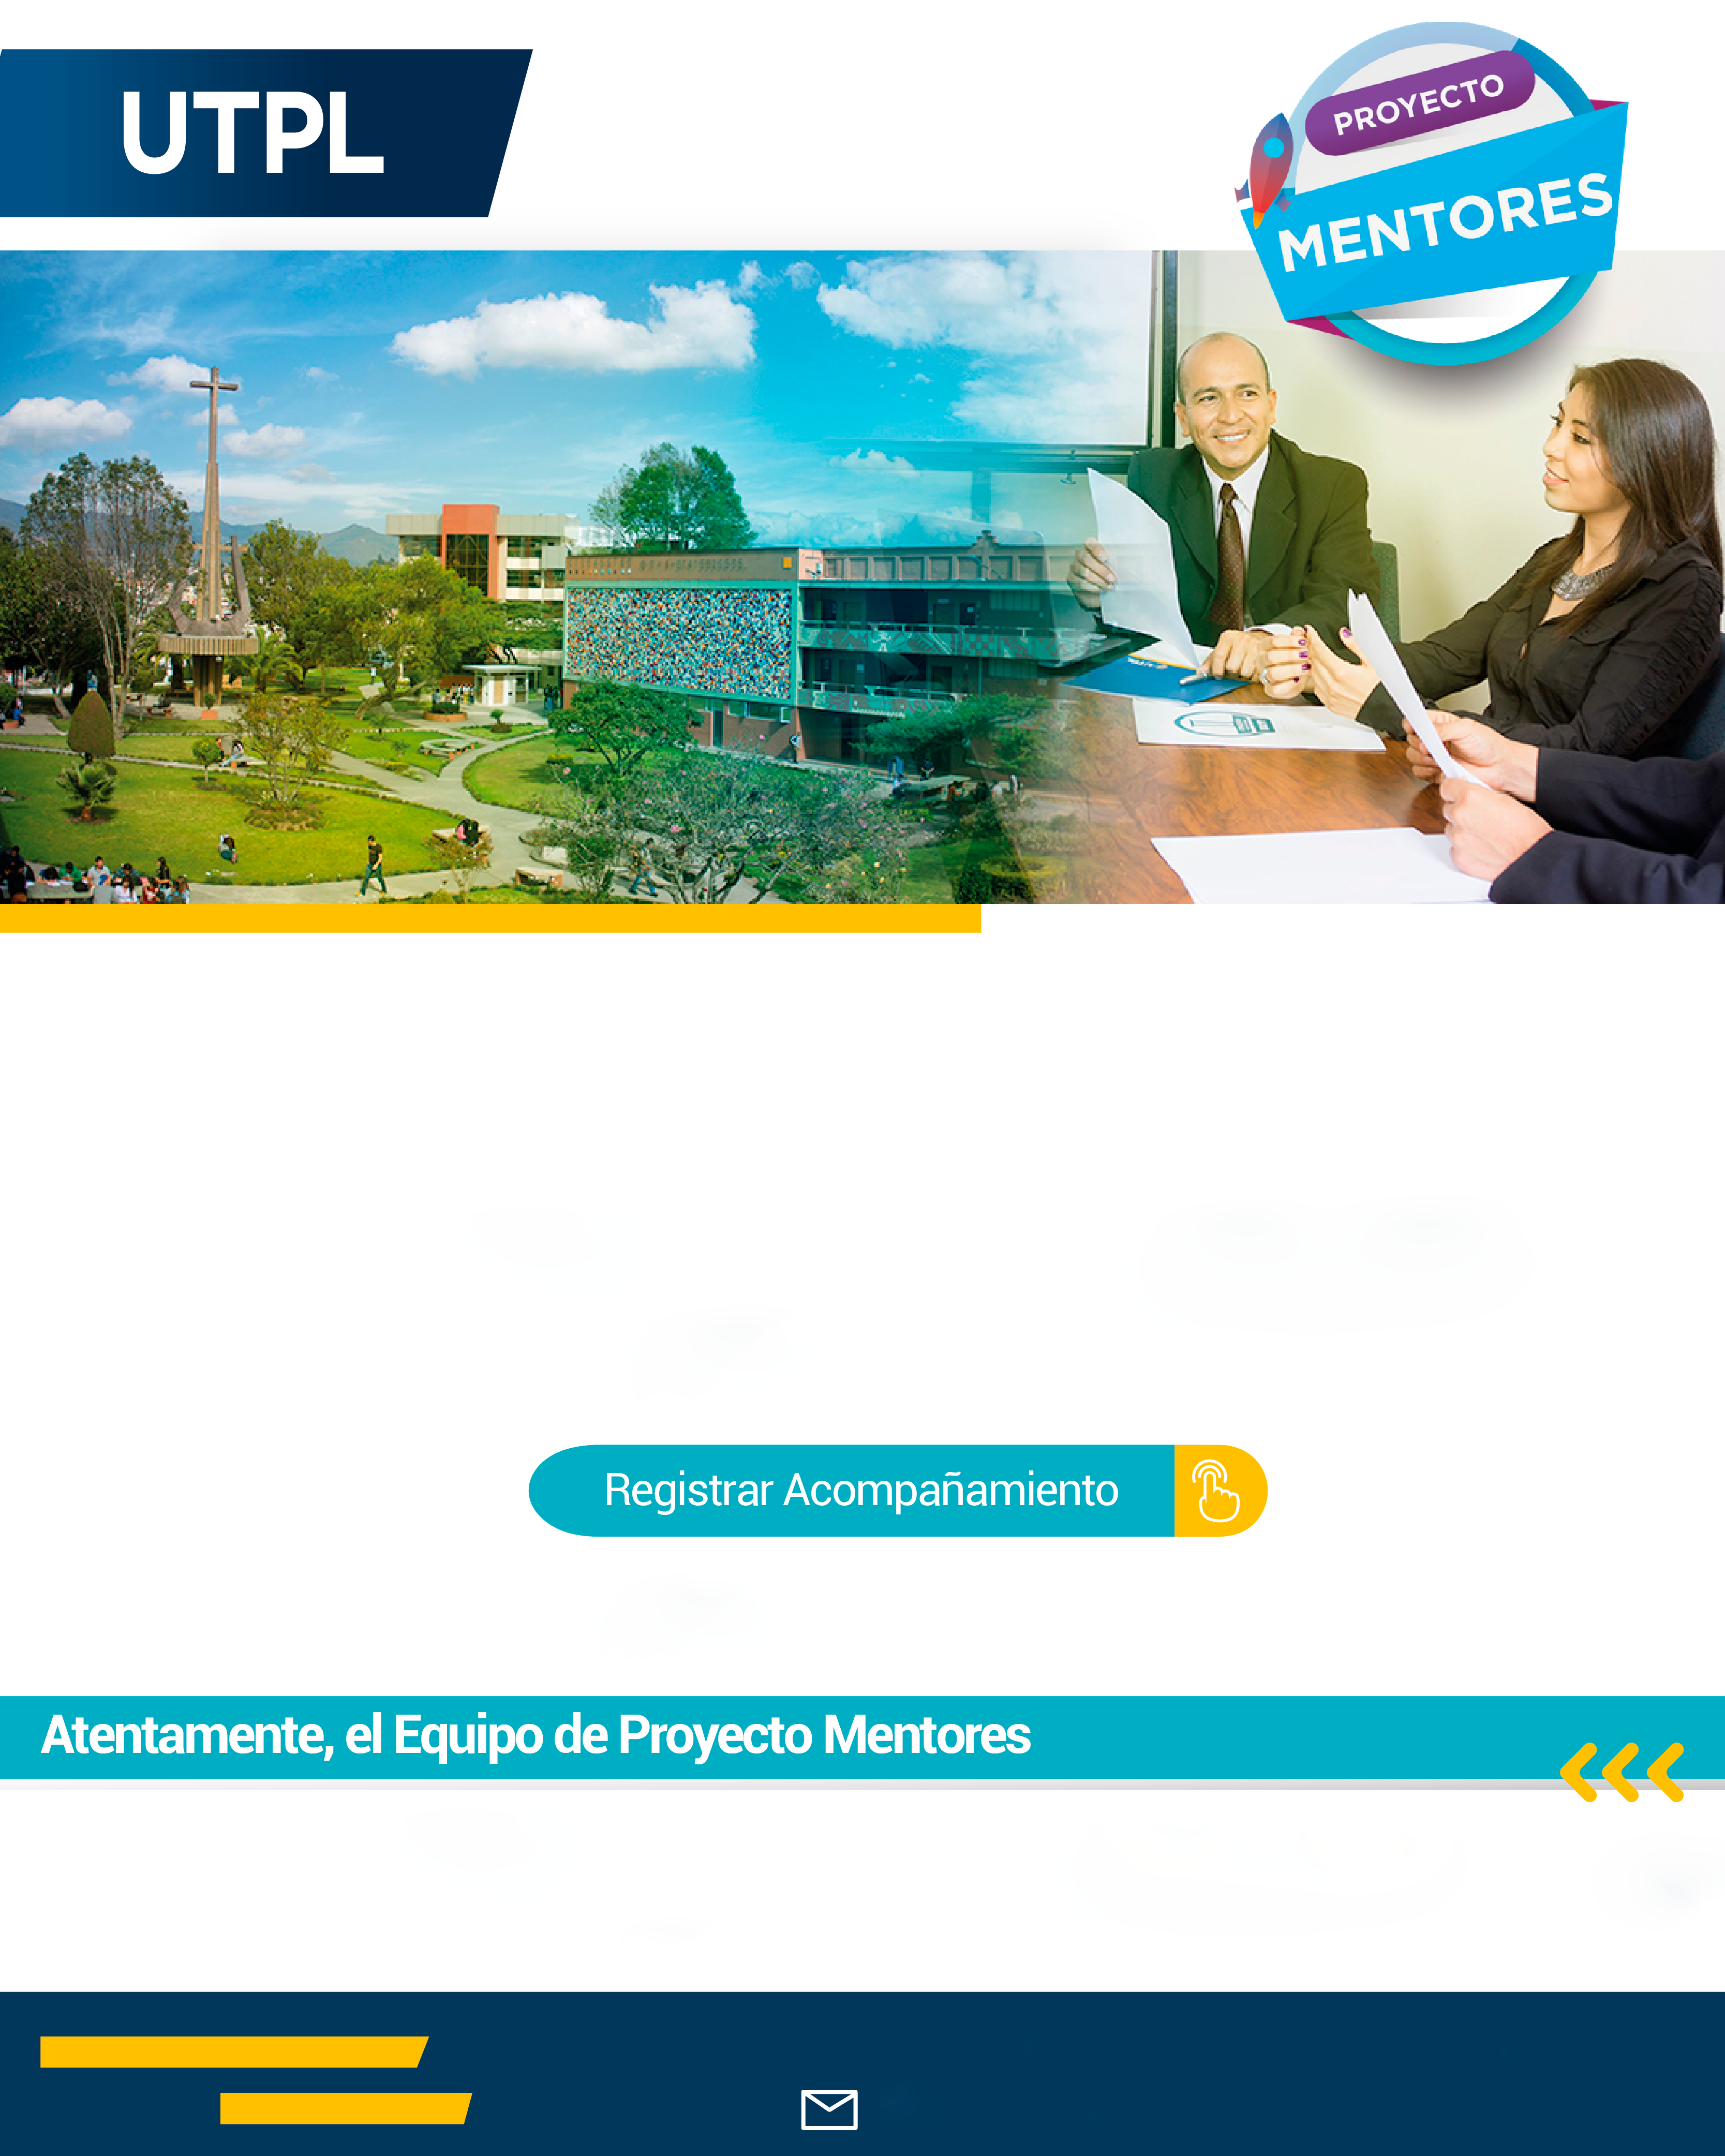 UTPL
PROYECTO
MENTORES
Registrar Acompañamiento
Atentamente, el Equipo de Proyecto Mentores